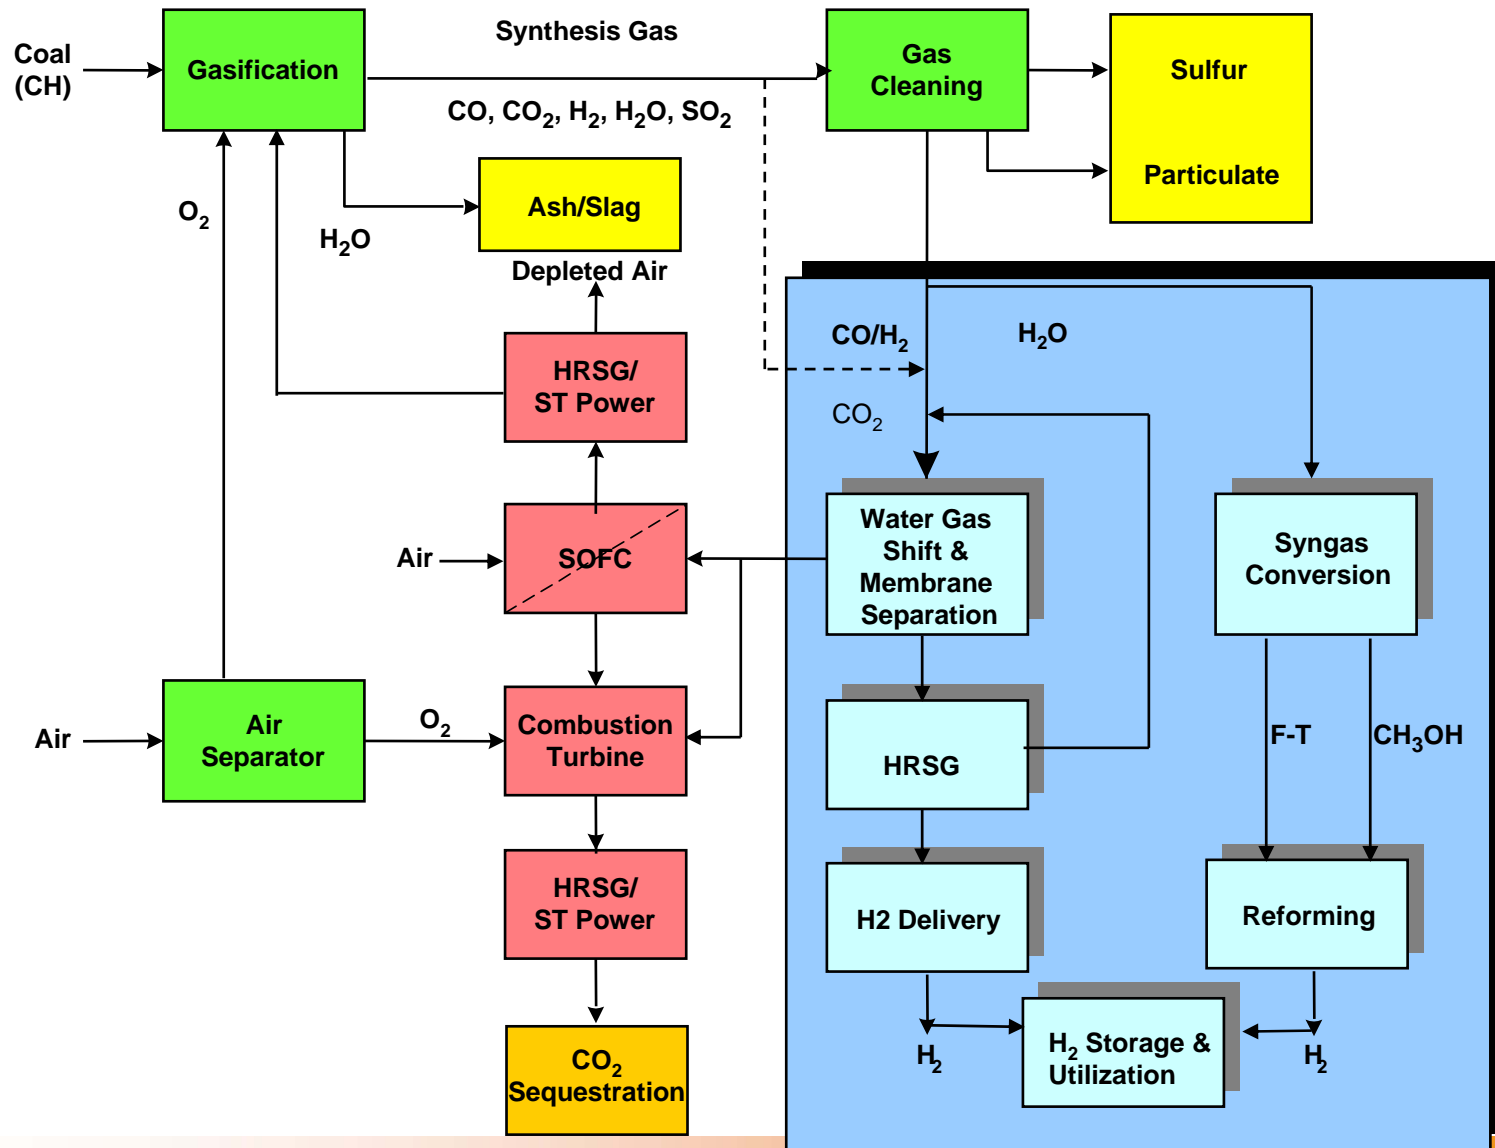 Coal
(CH)
Gasification
Synthesis Gas
CO, CO₂, H₂, H₂O, SO₂
Gas
Cleaning
Sulfur
Particulate
O₂
H₂O
Ash/Slag
Depleted Air
HRSG/
ST Power
CO/H₂
H₂O
CO₂
Air
SOFC
Water Gas
Shift &
Membrane
Separation
Syngas
Conversion
Air
Air
Separator
O₂
Combustion
Turbine
HRSG
F-T
CH₃OH
HRSG/
ST Power
H2 Delivery
Reforming
CO₂
Sequestration
H₂
H₂ Storage &
Utilization
H₂